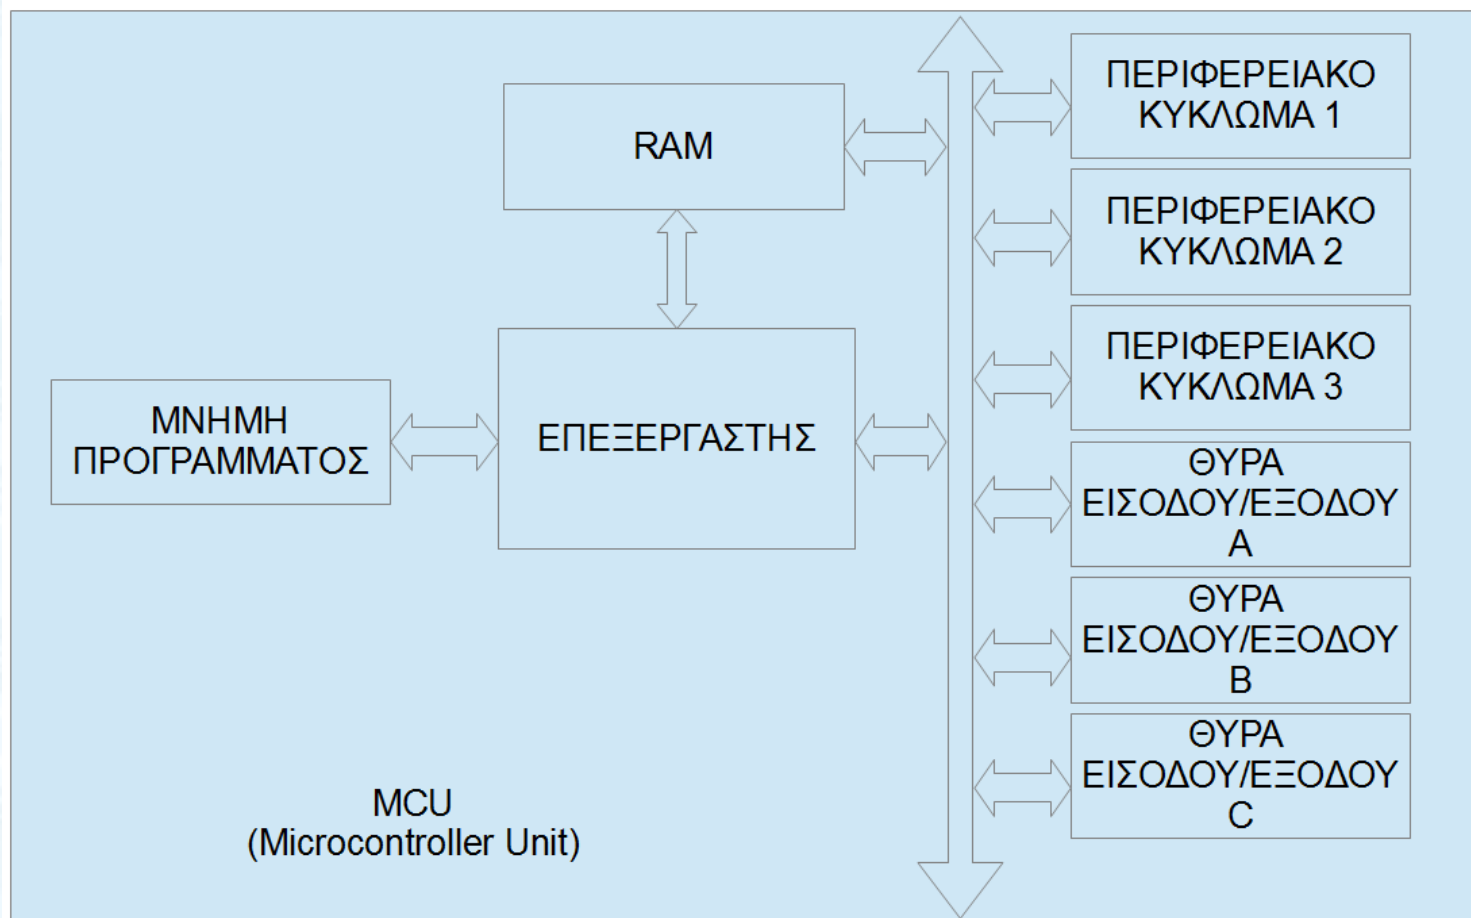 RAM
ΜΝΗΜΗ
ΠΡΟΓΡΑΜΜΑΤΟΣ
ΕΠΕΞΕΡΓΑΣΤΗΣ
ΠΕΡΙΦΕΡΕΙΑΚΟ
ΚΥΚΛΩΜΑ 1
ΠΕΡΙΦΕΡΕΙΑΚΟ
ΚΥΚΛΩΜΑ 2
ΠΕΡΙΦΕΡΕΙΑΚΟ
ΚΥΚΛΩΜΑ 3
ΘΥΡΑ
ΕΙΣΟΔΟΥ/ΕΞΟΔΟΥ
A
ΘΥΡΑ
ΕΙΣΟΔΟΥ/ΕΞΟΔΟΥ
B
ΘΥΡΑ
ΕΙΣΟΔΟΥ/ΕΞΟΔΟΥ
C
MCU
(Microcontroller Unit)